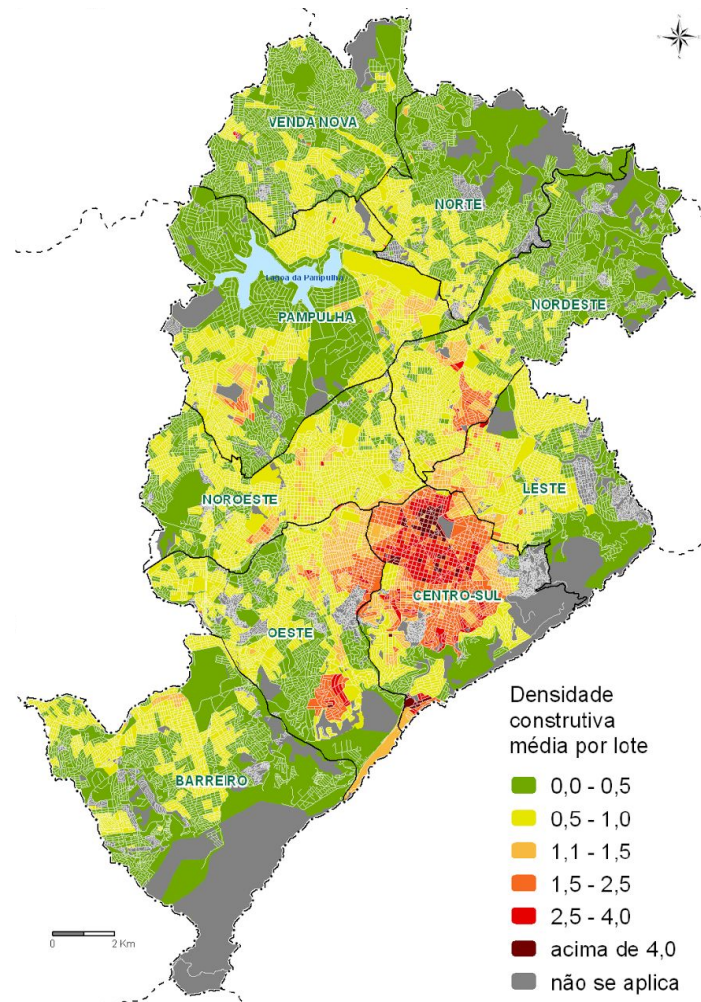 VENDA NOVA
NORTE
Lagoa da Pampulha
NORDESTE
PAMPULHA
NOROESTE
LESTE
CENTRO-SUL
OESTE
BARREIRO
Densidade
construtiva
média por lote
0,0 - 0,5
0,5 - 1,0
1,1 - 1,5
1,5 - 2,5
2,5 - 4,0
acima de 4,0
não se aplica
0 2 Km